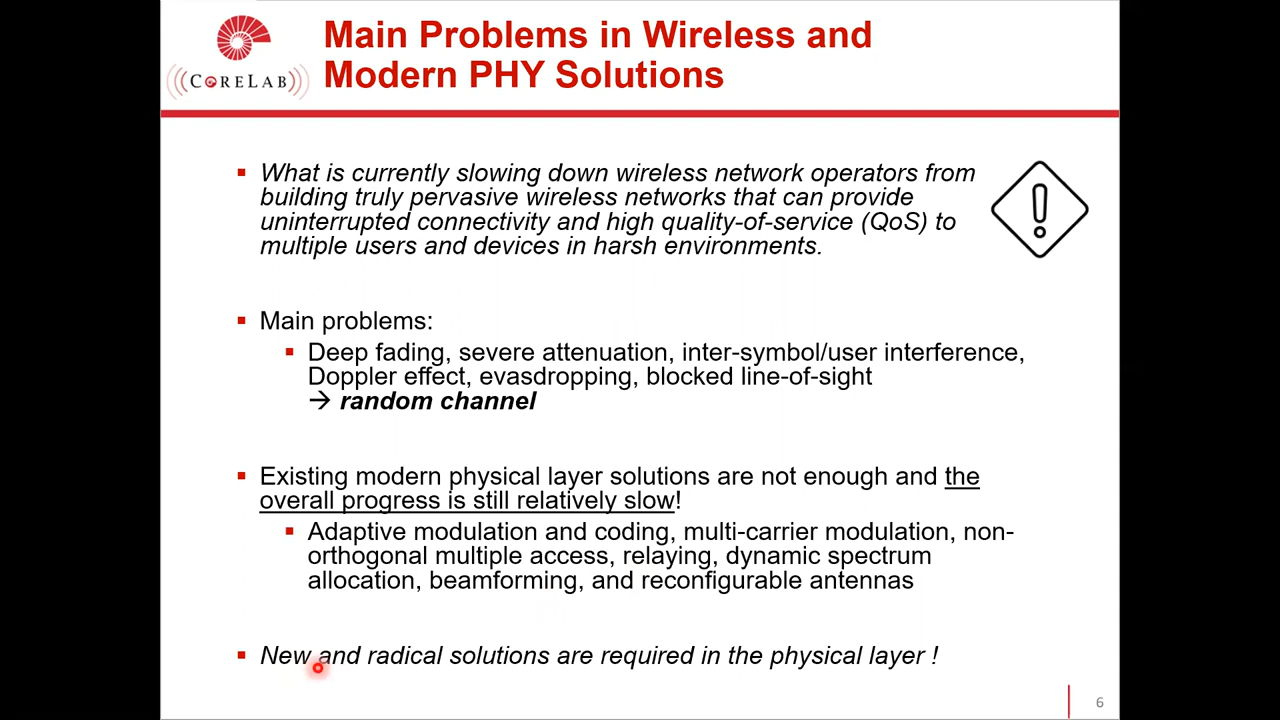 Main Problems in Wireless and
Modern PHY Solutions
CORELAB
What is currently slowing down wireless network operators from
building truly pervasive wireless networks that can provide
uninterrupted connectivity and high quality-of-service (QoS) to
multiple users and devices in harsh environments.
Main problems:
Deep fading, severe attenuation, inter-symbol/user interference,
Doppler effect, evasdropping, blocked line-of-sight
→ random channel
Existing modern physical layer solutions are not enough and the
overall progress is still relatively slow!
Adaptive modulation and coding, multi-carrier modulation, non-
orthogonal multiple access, relaying, dynamic spectrum
allocation, beamforming, and reconfigurable antennas
New and radical solutions are required in the physical layer !
6